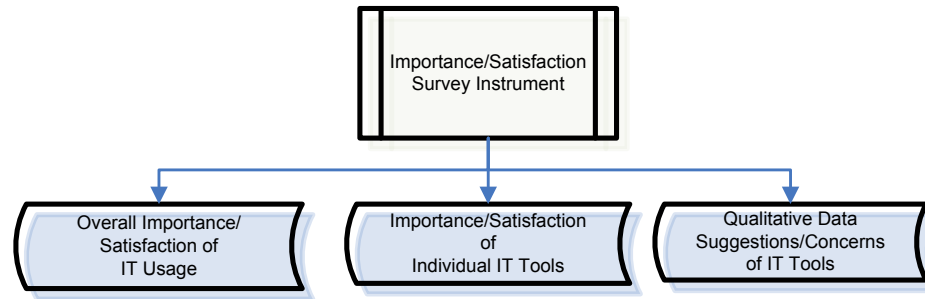 Importance/Satisfaction
Survey Instrument
Overall Importance/
Satisfaction of
IT Usage
Importance/Satisfaction
of
Individual IT Tools
Qualitative Data
Suggestions/Concerns
of IT Tools